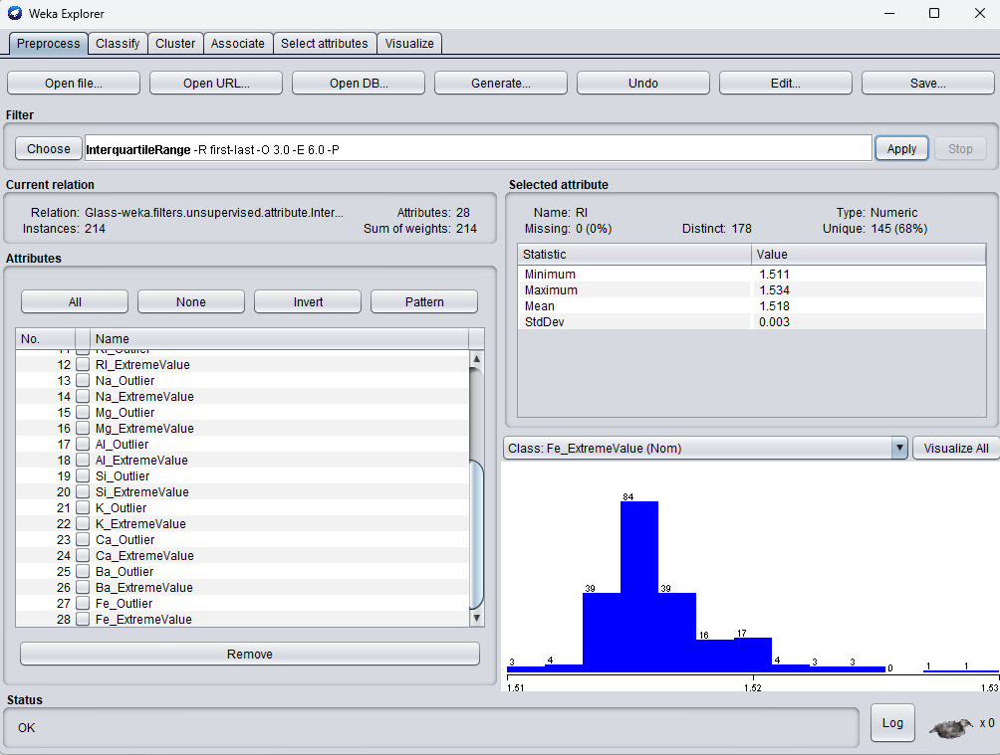 Weka Explorer
Preprocess Classify Cluster Associate Select attributes Visualize
Open file... Open URL... Open DB... Generate... Undo Edit... Save...
Filter
Choose InterquartileRange -R first-last -O 3.0 -E 6.0 -P Apply Stop
Current relation
Relation: Glass-weka.filters.unsupervised.attribute.Inter... Attributes: 28
Instances: 214 Sum of weights: 214
Attributes
All None Invert Pattern
No. Name
11 RI_Outlier
12 RI_ExtremeValue
13 Na_Outlier
14 Na_ExtremeValue
15 Mg_Outlier
16 Mg_ExtremeValue
17 Al_Outlier
18 Al_ExtremeValue
19 Si_Outlier
20 Si_ExtremeValue
21 K_Outlier
22 K_ExtremeValue
23 Ca_Outlier
24 Ca_ExtremeValue
25 Ba_Outlier
26 Ba_ExtremeValue
27 Fe_Outlier
28 Fe_ExtremeValue
Remove
Selected attribute
Name: RI Type: Numeric
Missing: 0 (0%) Distinct: 178 Unique: 145 (68%)
Statistic Value
Minimum 1.511
Maximum 1.534
Mean 1.518
StdDev 0.003
Class: Fe_ExtremeValue (Nom) Visualize All
84
39 39
16 17
3 4 4 3 3 0 1 1
1.51 1.52 1.53
Status
OK
Log x 0